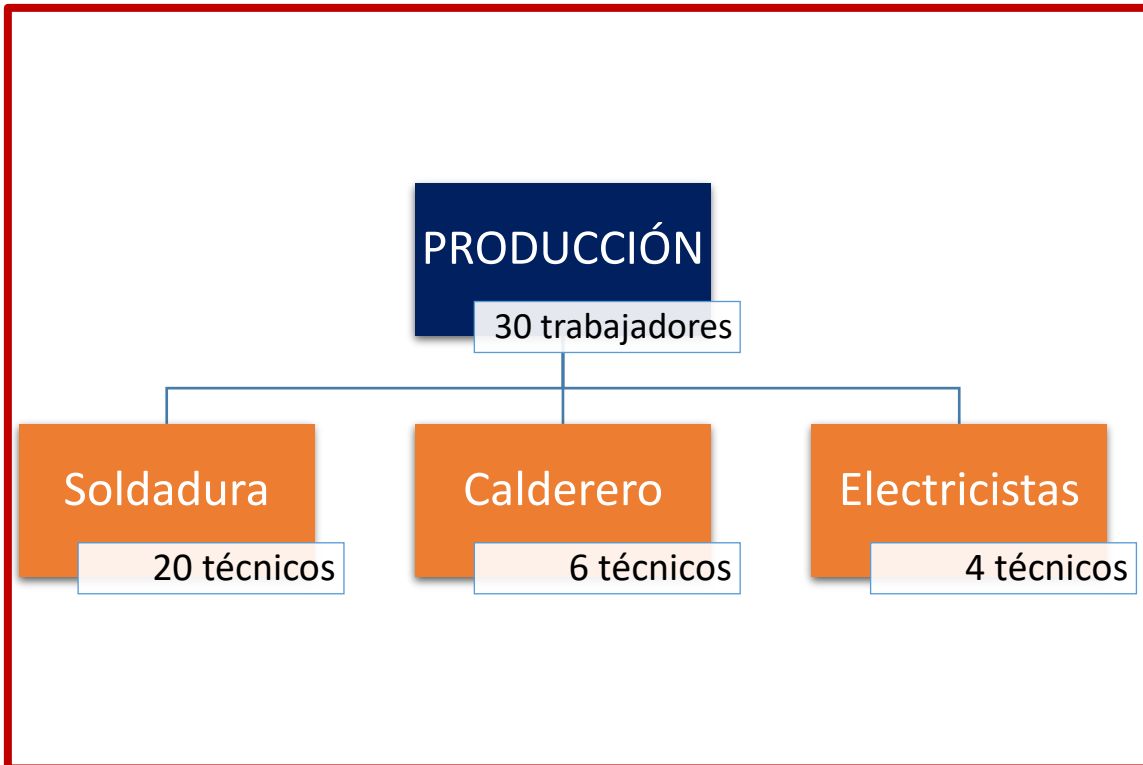 PRODUCCIÓN
30 trabajadores
Soldadura
20 técnicos
Calderero
6 técnicos
Electricistas
4 técnicos